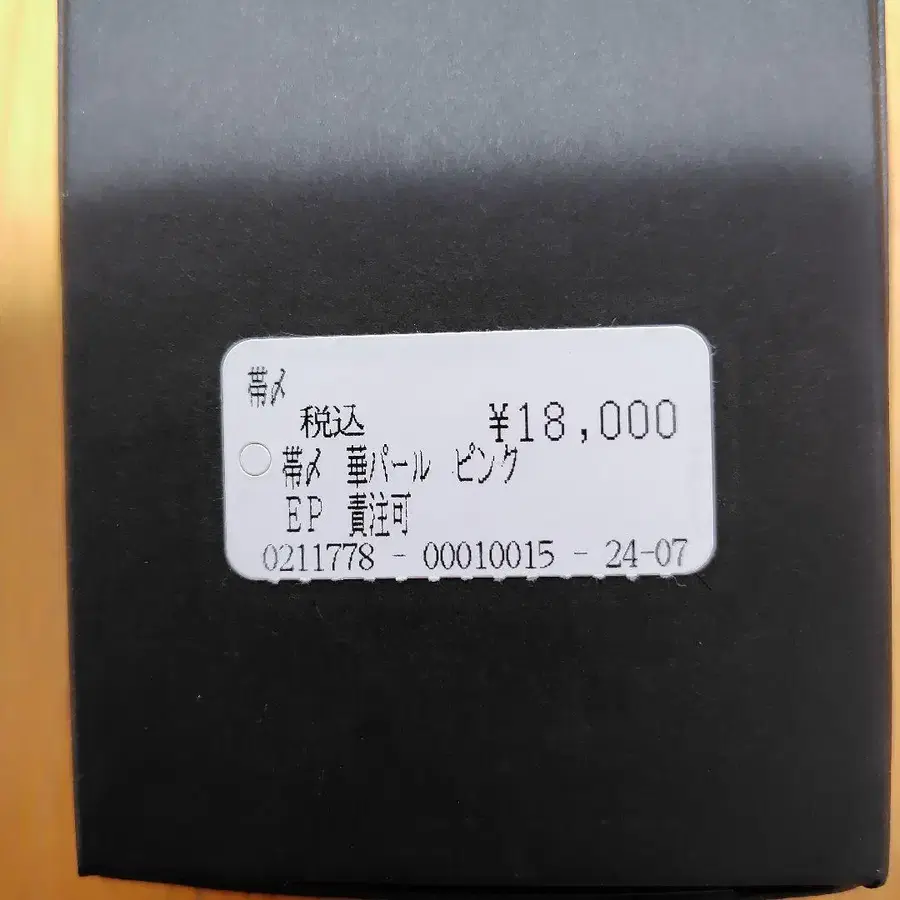 帯〆
税込 ¥18,000
帯〆 華パール ピンク
EP 責注可
0211778 - 00010015 - 24-07